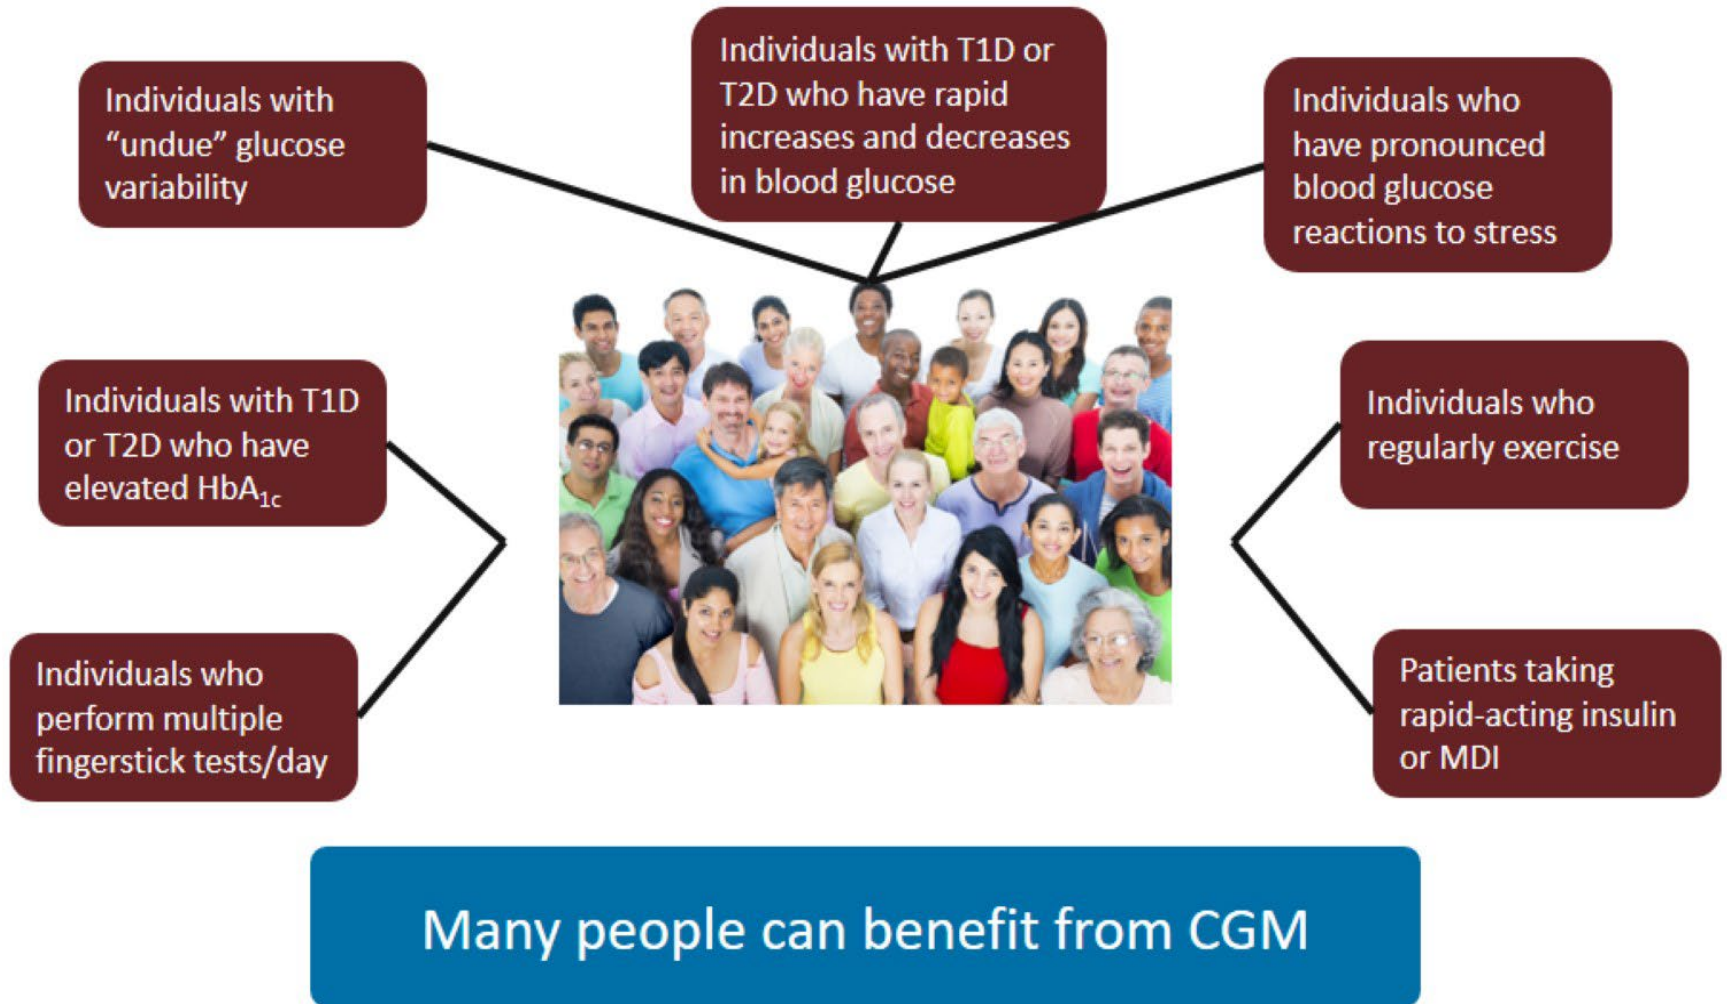 Individuals with
“undue” glucose
variability
Individuals with T1D or
T2D who have rapid
increases and decreases
in blood glucose
Individuals who
have pronounced
blood glucose
reactions to stress
Individuals with T1D
or T2D who have
elevated HbA1c
Individuals who
regularly exercise
Individuals who
perform multiple
fingerstick tests/day
Patients taking
rapid-acting insulin
or MDI
Many people can benefit from CGM